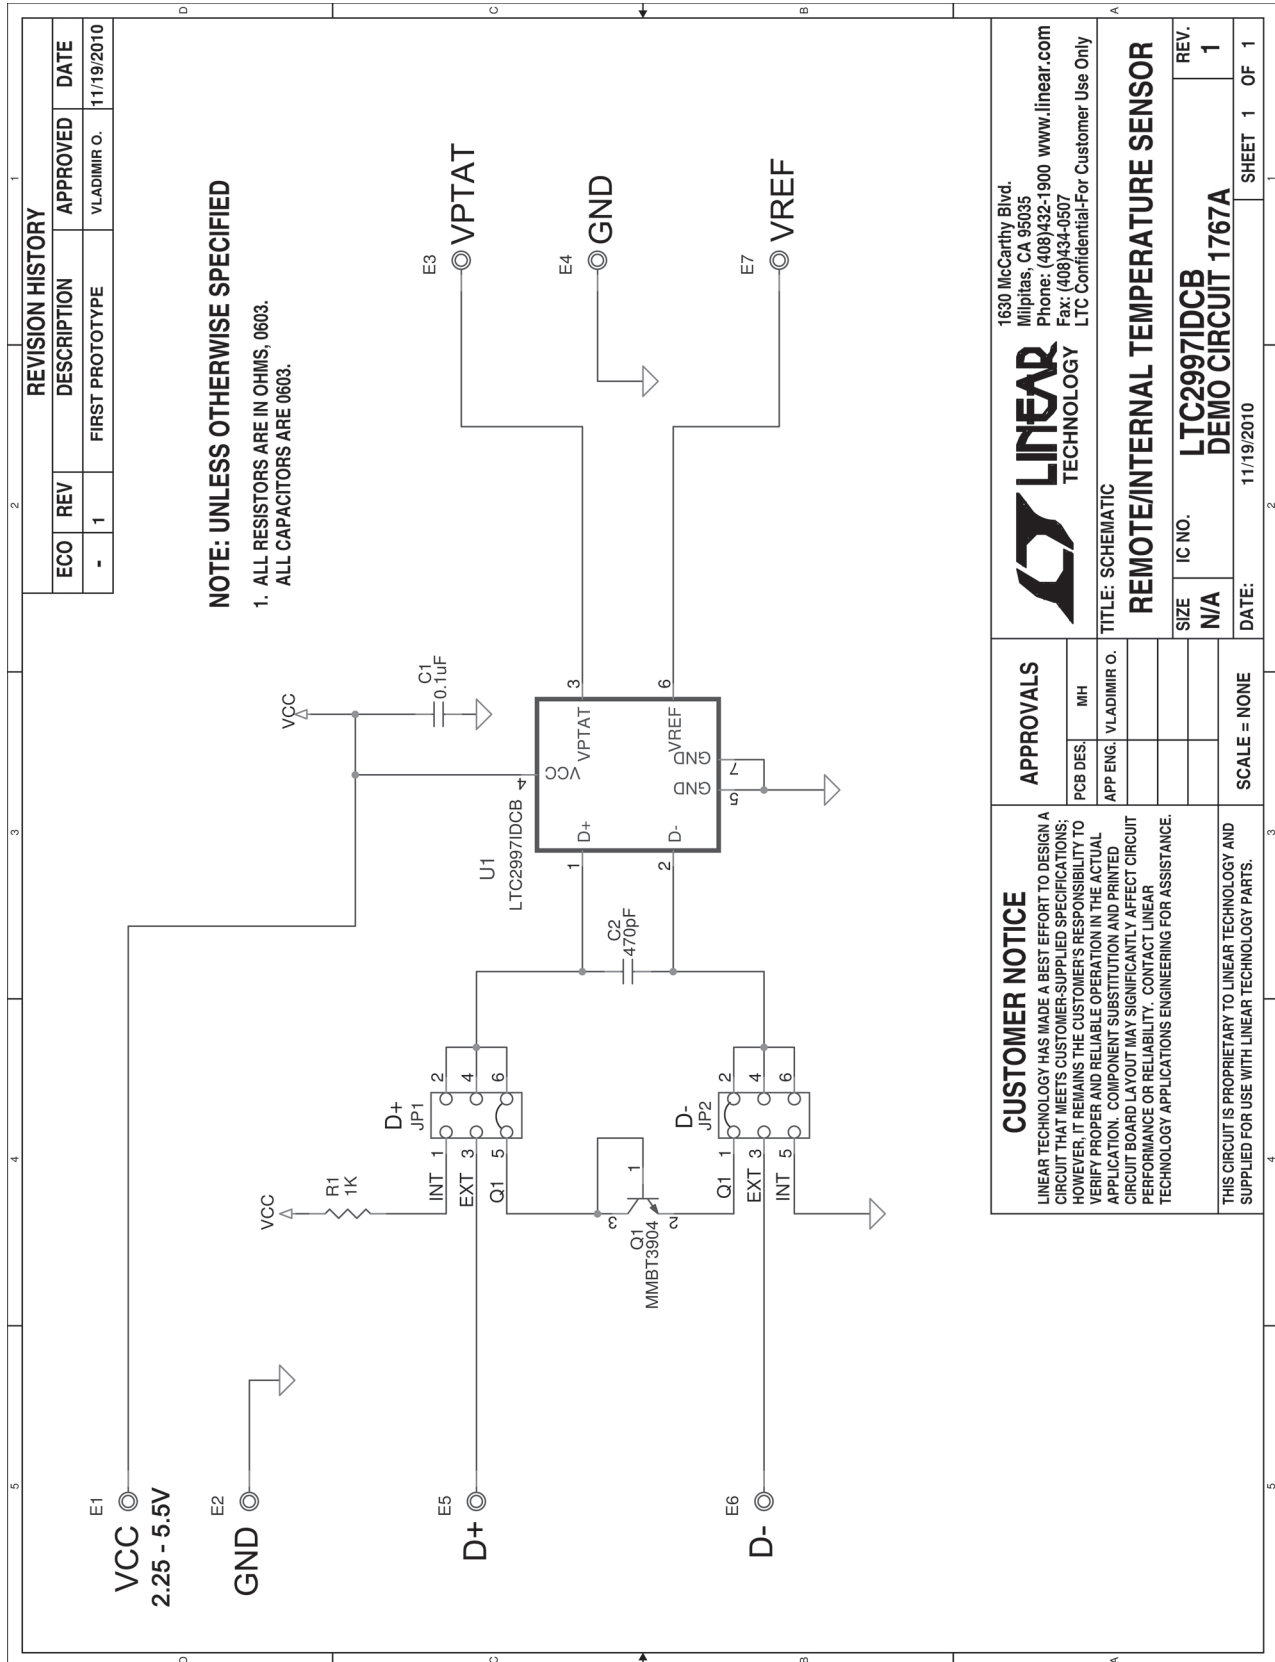 5
4
3
2
1
D
C
B
A
REVISION HISTORY
ECO REV DESCRIPTION APPROVED DATE
- 1 FIRST PROTOTYPE VLADIMIR O. 11/19/2010
NOTE: UNLESS OTHERWISE SPECIFIED
1. ALL RESISTORS ARE IN OHMS, 0603.
ALL CAPACITORS ARE 0603.
E1
VCC
2.25 - 5.5V
E2
GND
E5
D+
E6
D-
VCC
R1
1K
D+
JP1
INT 1 2
EXT 3 4
Q1 5 6
3
1
2
Q1
MMBT3904
D-
JP2
Q1 1 2
EXT 3 4
INT 5 6
C2
470pF
VCC
C1
0.1uF
U1
LTC2997IDCB
1 D+
2 D-
4 VCC
3 VPTAT
6 VREF
5 GND
7 GND
E3
VPTAT
E4
GND
E7
VREF
CUSTOMER NOTICE
LINEAR TECHNOLOGY HAS MADE A BEST EFFORT TO DESIGN A
CIRCUIT THAT MEETS CUSTOMER-SUPPLIED SPECIFICATIONS;
HOWEVER, IT REMAINS THE CUSTOMER'S RESPONSIBILITY TO
VERIFY PROPER AND RELIABLE OPERATION IN THE ACTUAL
APPLICATION. COMPONENT SUBSTITUTION AND PRINTED
CIRCUIT BOARD LAYOUT MAY SIGNIFICANTLY AFFECT CIRCUIT
PERFORMANCE OR RELIABILITY. CONTACT LINEAR
TECHNOLOGY APPLICATIONS ENGINEERING FOR ASSISTANCE.
THIS CIRCUIT IS PROPRIETARY TO LINEAR TECHNOLOGY AND
SUPPLIED FOR USE WITH LINEAR TECHNOLOGY PARTS.
APPROVALS
PCB DES. MH
APP ENG. VLADIMIR O.
SCALE = NONE
LINEAR
TECHNOLOGY
1630 McCarthy Blvd.
Milpitas, CA 95035
Phone: (408)432-1900 www.linear.com
Fax: (408)434-0507
LTC Confidential-For Customer Use Only
TITLE: SCHEMATIC
REMOTE/INTERNAL TEMPERATURE SENSOR
SIZE
N/A
IC NO.
LTC2997IDCB
DEMO CIRCUIT 1767A
REV.
1
DATE: 11/19/2010
SHEET 1 OF 1
5
4
3
2
1
D
C
B
A